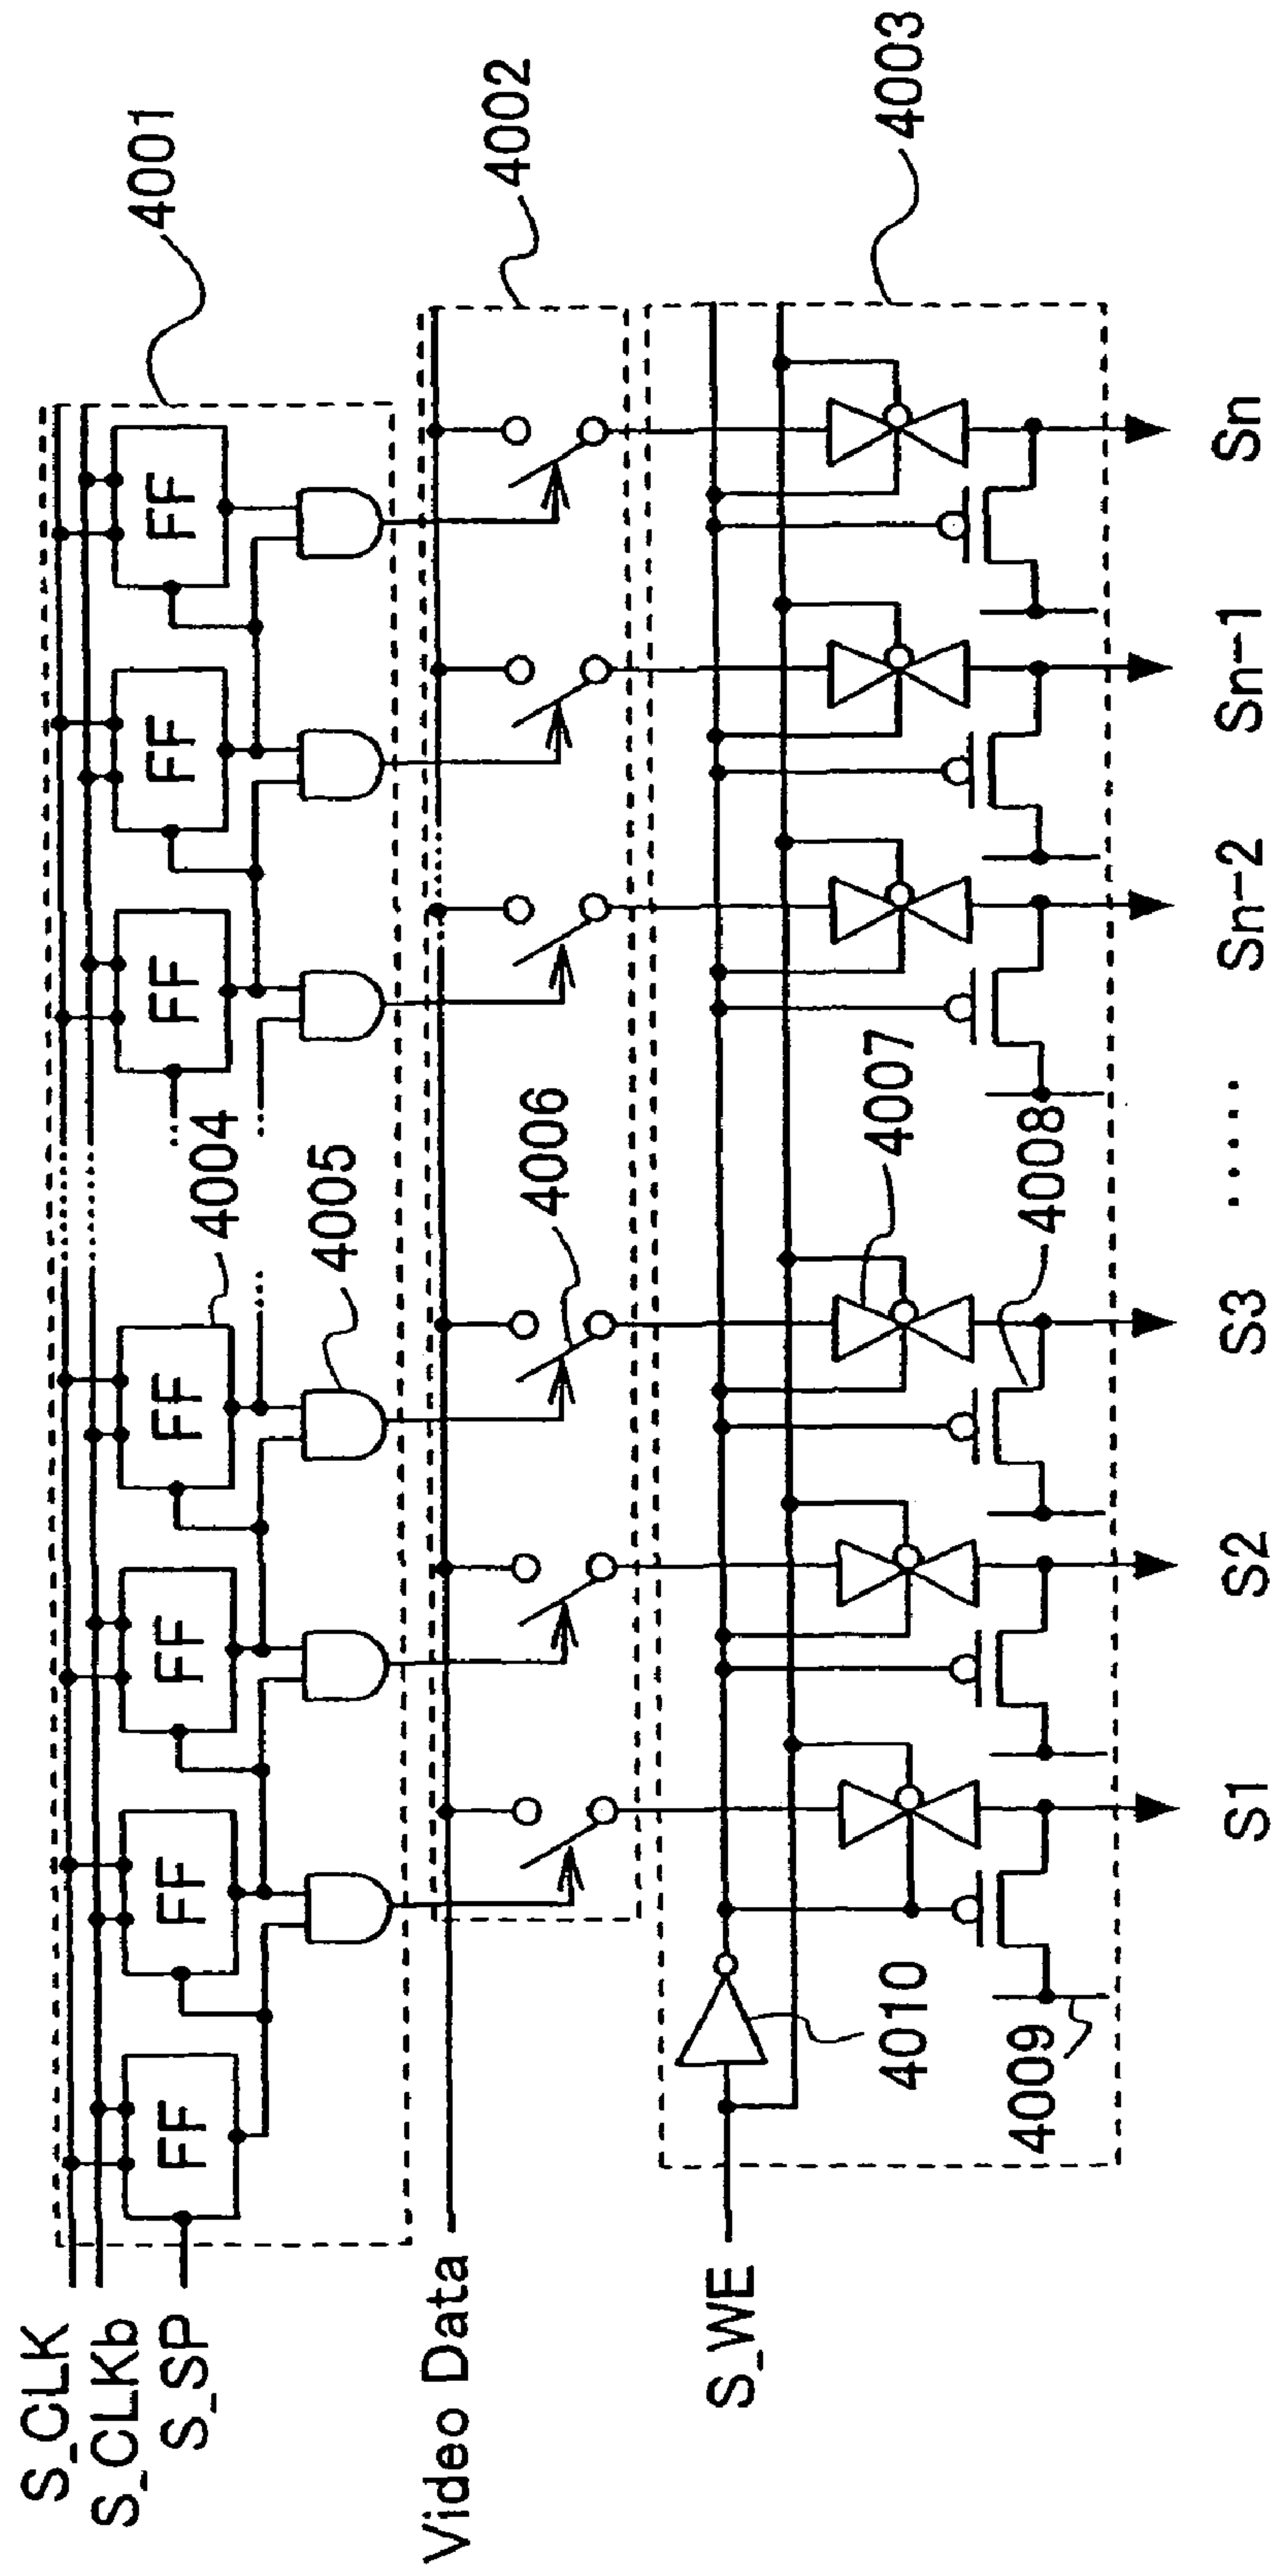 S_CLK
S_CLKb
S_SP
Video Data
S_WE
4001
4002
4003
FF
FF
FF
FF
FF
FF
FF
4004
4005
4006
4007
4008
4009
4010
S1
S2
S3
.....
Sn-2
Sn-1
Sn